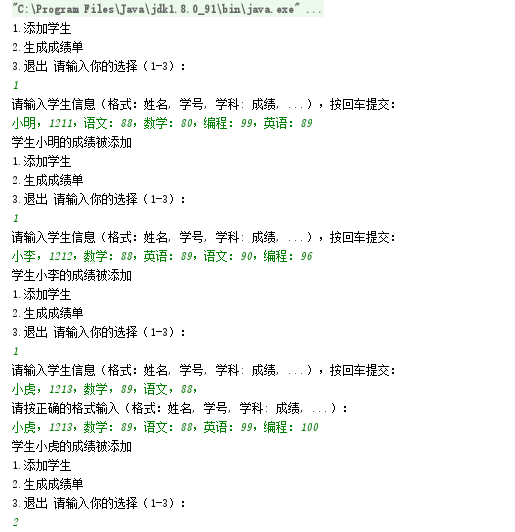 "C:\Program Files\Java\jdk1.8.0_91\bin\java.exe" ...
1.添加学生
2.生成成绩单
3.退出 请输入你的选择（1-3）：
1
请输入学生信息（格式：姓名, 学号, 学科: 成绩, ...），按回车提交：
小明，1211，语文：88，数学：80，编程：99，英语：89
学生小明的成绩被添加
1.添加学生
2.生成成绩单
3.退出 请输入你的选择（1-3）：
1
请输入学生信息（格式：姓名, 学号, 学科: 成绩, ...），按回车提交：
小李，1212，数学：88，英语：89，语文：90，编程：96
学生小李的成绩被添加
1.添加学生
2.生成成绩单
3.退出 请输入你的选择（1-3）：
1
请输入学生信息（格式：姓名, 学号, 学科: 成绩, ...），按回车提交：
小虎，1213，数学，89，语文，88，
请按正确的格式输入（格式：姓名, 学号, 学科: 成绩, ...）：
小虎，1213，数学：89，语文：88，英语：99，编程：100
学生小虎的成绩被添加
1.添加学生
2.生成成绩单
3.退出 请输入你的选择（1-3）：
2